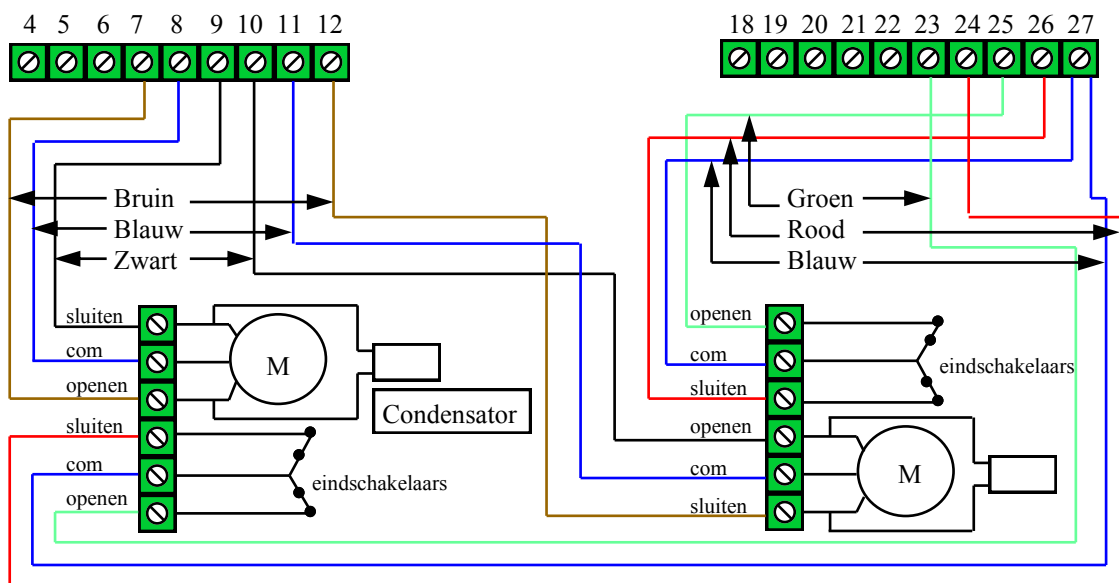 4 5 6 7 8 9 10 11 12
18 19 20 21 22 23 24 25 26 27
Bruin
Blauw
Zwart
Groen
Rood
Blauw
sluiten
com
openen
sluiten
com
openen
M
Condensator
eindschakelaars
openen
com
sluiten
openen
com
sluiten
eindschakelaars
M